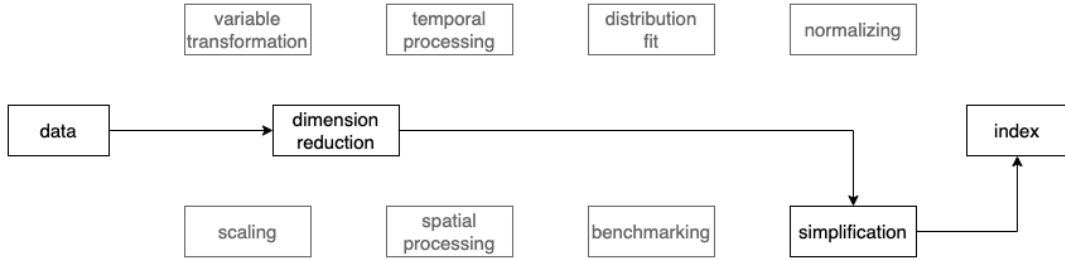 variable
transformation
temporal
processing
distribution
fit
normalizing
data
dimension
reduction
index
scaling
spatial
processing
benchmarking
simplification